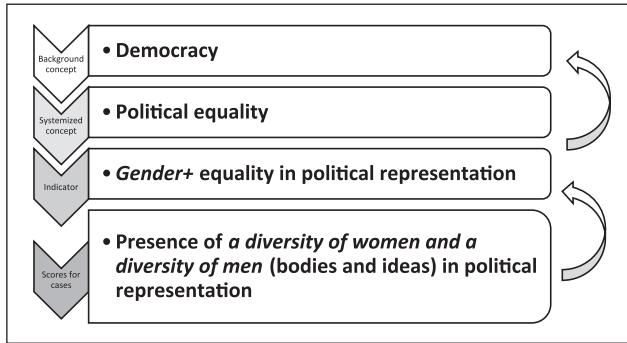 Background
concept
• Democracy
Systemized
concept
• Political equality
Indicator
• Gender+ equality in political representation
Scores for
cases
• Presence of a diversity of women and a
diversity of men (bodies and ideas) in political
representation